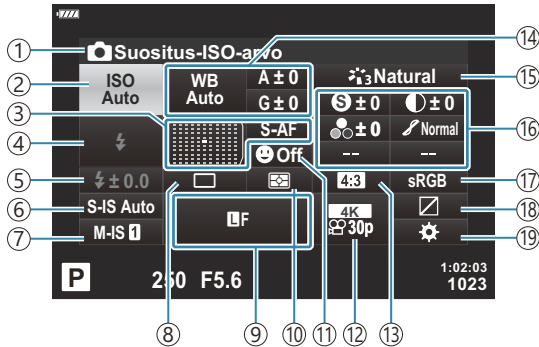 ① Suositus-ISO-arvo ⑭
② ISO Auto WB Auto A±0 G±0 3Natural ⑮
③ S-AF S±0 ±0 ±0 Normal ⑯
④ Off -- --
⑤ ±0.0 4:3 sRGB ⑰
⑥ S-IS Auto LF 4K 30p ⑱
⑦ M-IS 1 ⑲
P 250 F5.6 1:02:03 1023
⑧ ⑨ ⑩ ⑪ ⑫ ⑬